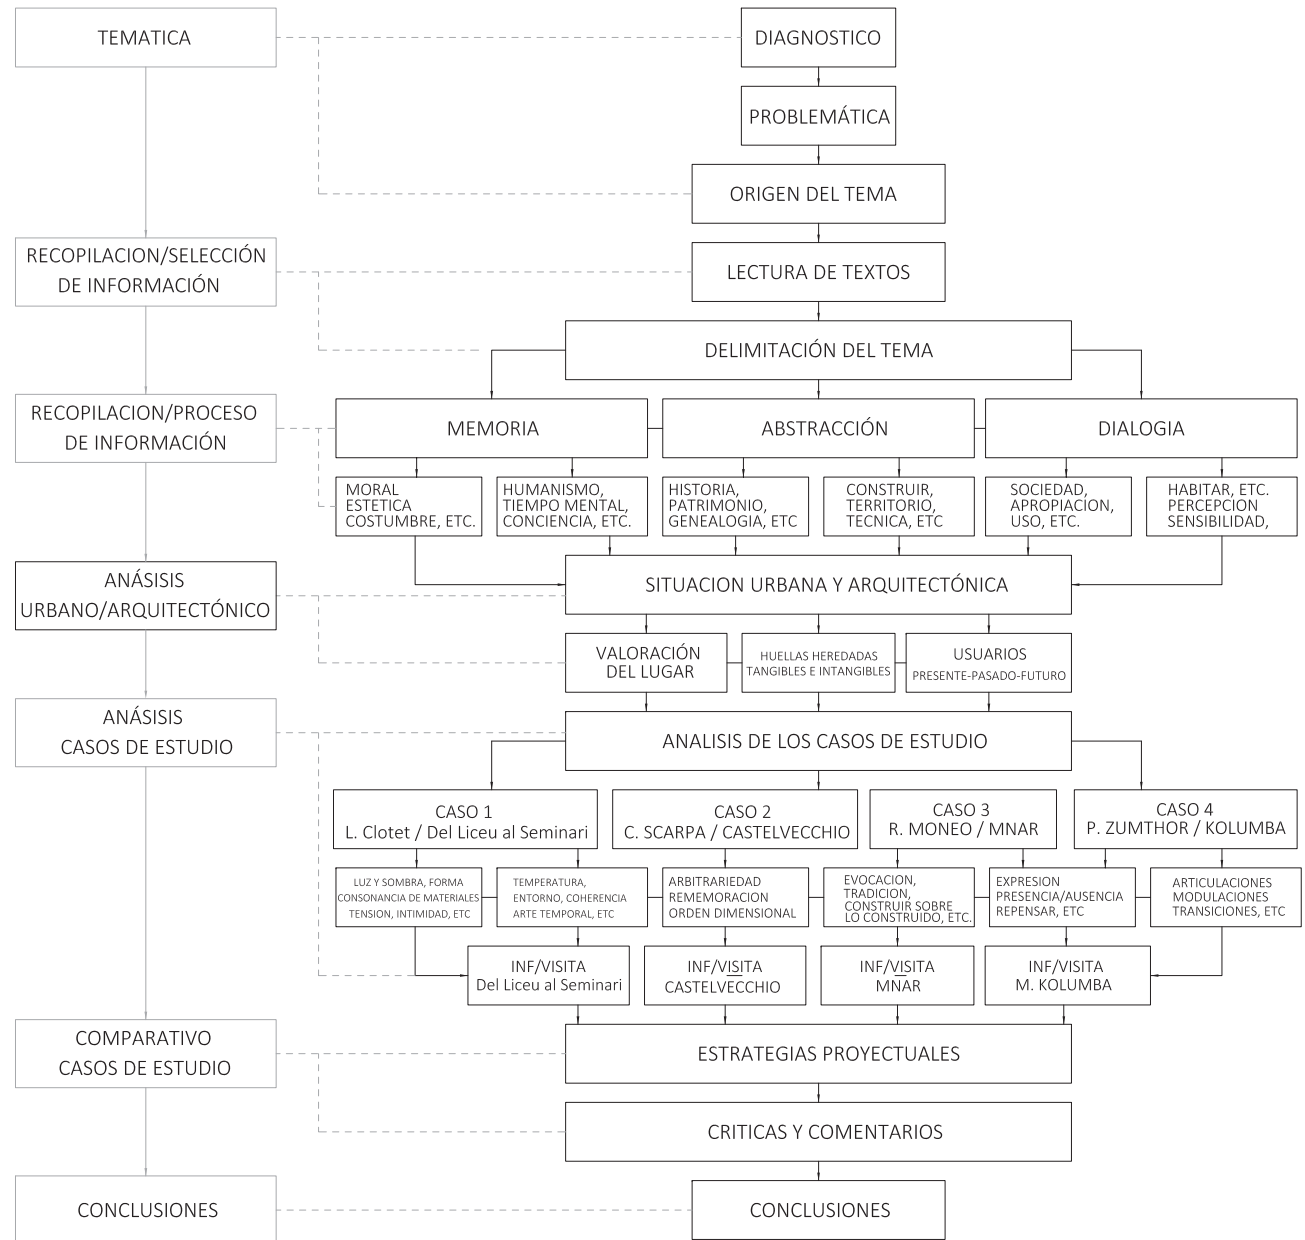 TEMATICA
DIAGNOSTICO
PROBLEMÁTICA
ORIGEN DEL TEMA
RECOPILACION/SELECCIÓN
DE INFORMACIÓN
LECTURA DE TEXTOS
DELIMITACIÓN DEL TEMA
RECOPILACION/PROCESO
DE INFORMACIÓN
MEMORIA
ABSTRACCIÓN
DIALOGIA
MORAL
ESTETICA
COSTUMBRE, ETC.
HUMANISMO,
TIEMPO MENTAL,
CONCIENCIA, ETC.
HISTORIA,
PATRIMONIO,
GENEALOGIA, ETC
CONSTRUIR,
TERRITORIO,
TECNICA, ETC
SOCIEDAD,
APROPIACION,
USO, ETC.
HABITAR, ETC.
PERCEPCION
SENSIBILIDAD,
ANÁSISIS
URBANO/ARQUITECTÓNICO
SITUACION URBANA Y ARQUITECTÓNICA
VALORACIÓN
DEL LUGAR
HUELLAS HEREDADAS
TANGIBLES E INTANGIBLES
USUARIOS
PRESENTE-PASADO-FUTURO
ANÁSISIS
CASOS DE ESTUDIO
ANALISIS DE LOS CASOS DE ESTUDIO
CASO 1
L. Clotet / Del Liceu al Seminari
CASO 2
C. SCARPA / CASTELVECCHIO
CASO 3
R. MONEO / MNAR
CASO 4
P. ZUMTHOR / KOLUMBA
LUZ Y SOMBRA, FORMA
CONSONANCIA DE MATERIALES
TENSION, INTIMIDAD, ETC
TEMPERATURA,
ENTORNO, COHERENCIA
ARTE TEMPORAL, ETC
ARBITRARIEDAD
REMEMORACION
ORDEN DIMENSIONAL
EVOCACION,
TRADICION,
CONSTRUIR SOBRE
LO CONSTRUIDO, ETC.
EXPRESION
PRESENCIA/AUSENCIA
REPENSAR, ETC
ARTICULACIONES
MODULACIONES
TRANSICIONES, ETC
INF/VISITA
Del Liceu al Seminari
INF/VISITA
CASTELVECCHIO
INF/VISITA
MNAR
INF/VISITA
M. KOLUMBA
COMPARATIVO
CASOS DE ESTUDIO
ESTRATEGIAS PROYECTUALES
CRITICAS Y COMENTARIOS
CONCLUSIONES
CONCLUSIONES